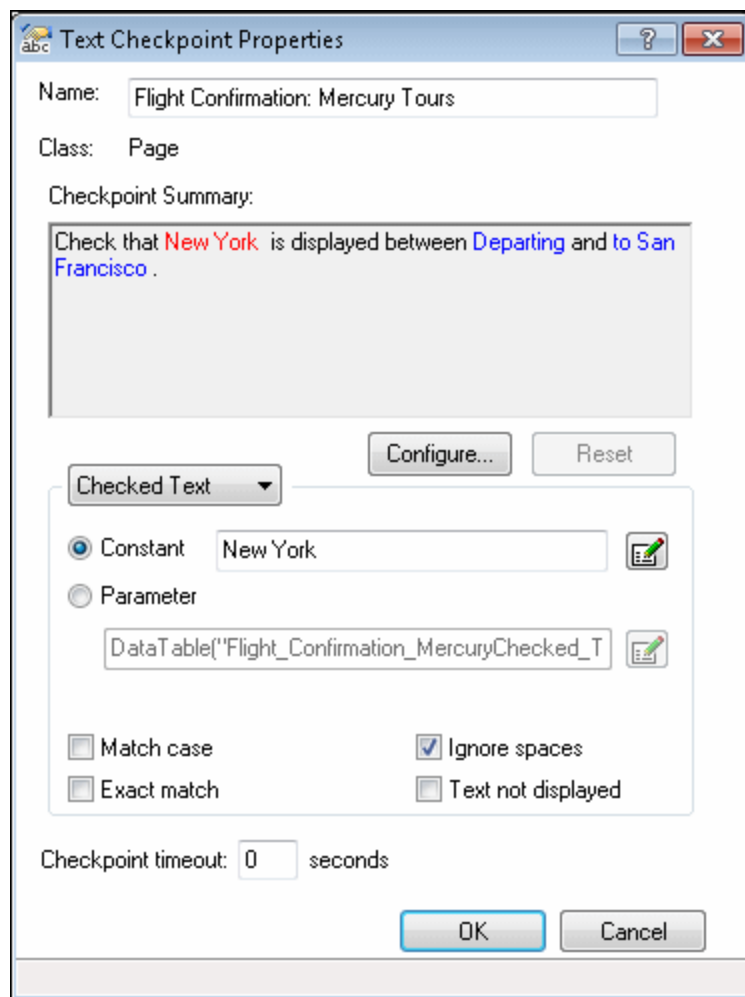 abc Text Checkpoint Properties ?
Name: Flight Confirmation: Mercury Tours
Class: Page
Checkpoint Summary:
Check that New York is displayed between Departing and to San
Francisco .
Configure... Reset
Checked Text
Constant New York
Parameter
DataTable("Flight_Confirmation_MercuryChecked_T
Match case Ignore spaces
Exact match Text not displayed
Checkpoint timeout: 0 seconds
OK Cancel